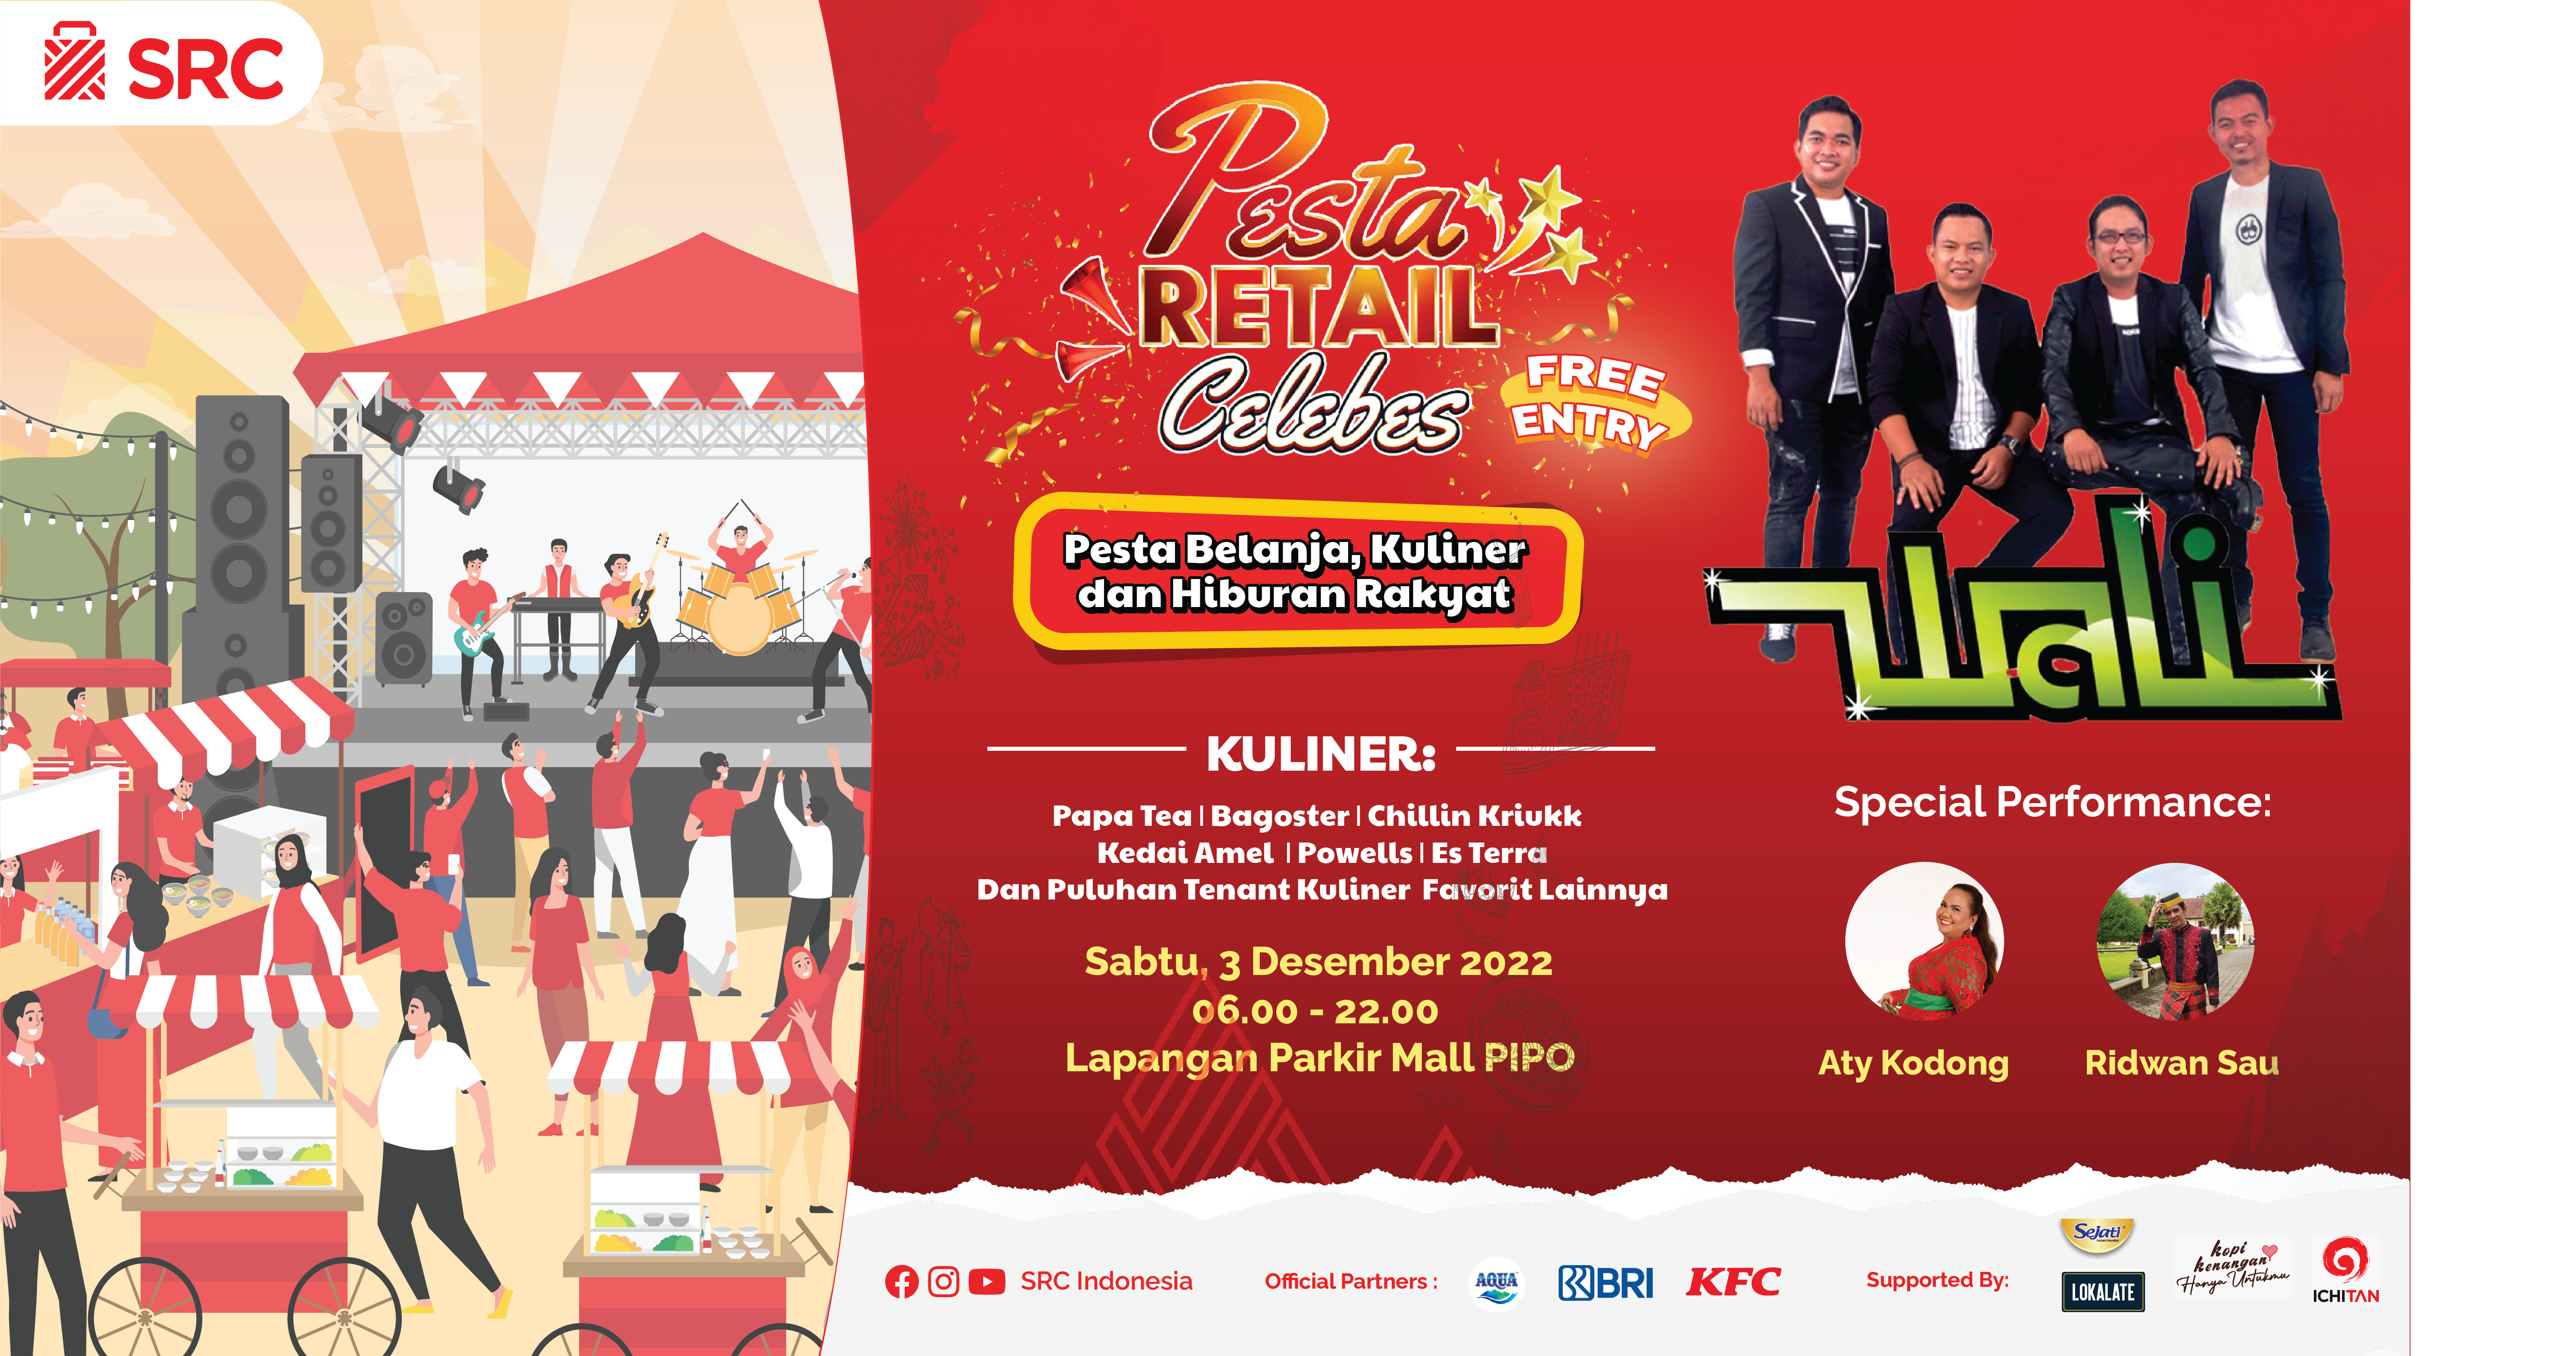 SRC
Pesta
RETAIL
Celebes
FREE
ENTRY
Pesta Belanja, Kuliner
dan Hiburan Rakyat
wali
KULINER:
Papa Tea | Bagoster | Chillin Kriukk
Kedai Amel | Powells | Es Terra
Dan Puluhan Tenant Kuliner Favorit Lainnya
Sabtu, 3 Desember 2022
06.00 - 22.00
Lapangan Parkir Mall PIPO
Special Performance:
Aty Kodong
Ridwan Sau
SRC Indonesia
Official Partners :
AQUA
BRI
KFC
Supported By:
Sejati
LOKALATE
kopi
kenangan
Hanya Untukmu
ICHITAN